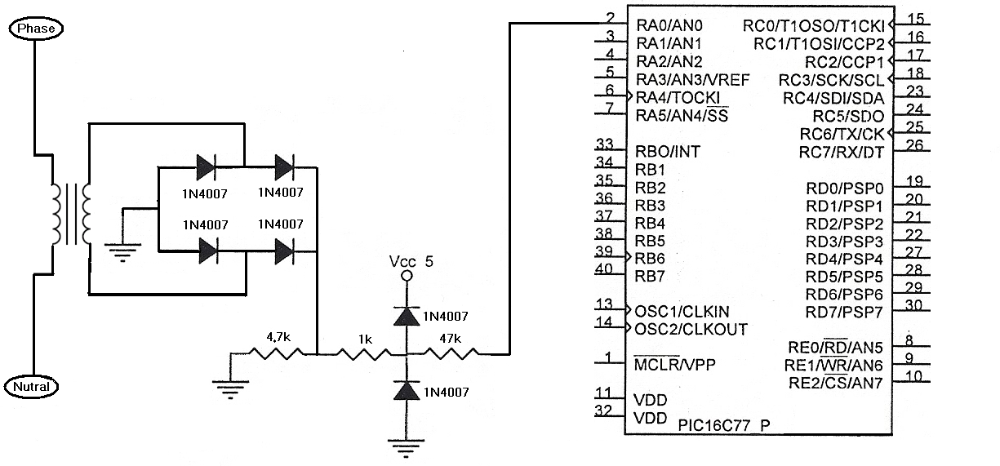 Phase
Nutral
1N4007
1N4007
1N4007
1N4007
Vcc 5
1N4007
4,7k
1k
47k
1N4007
2 RA0/AN0
3 RA1/AN1
4 RA2/AN2
5 RA3/AN3/VREF
6 RA4/TOCKI
7 RA5/AN4/SS
33 RBO/INT
34 RB1
35 RB2
36 RB3
37 RB4
38 RB5
39 RB6
40 RB7
13 OSC1/CLKIN
14 OSC2/CLKOUT
1 MCLR/VPP
11 VDD
32 VDD
RC0/T1OSO/T1CKI 15
RC1/T1OSI/CCP2 16
RC2/CCP1 17
RC3/SCK/SCL 18
RC4/SDI/SDA 23
RC5/SDO 24
RC6/TX/CK 25
RC7/RX/DT 26
RD0/PSP0 19
RD1/PSP1 20
RD2/PSP2 21
RD3/PSP3 22
RD4/PSP4 27
RD5/PSP5 28
RD6/PSP6 29
RD7/PSP7 30
RE0/RD/AN5 8
RE1/WR/AN6 9
RE2/CS/AN7 10
PIC16C77 P